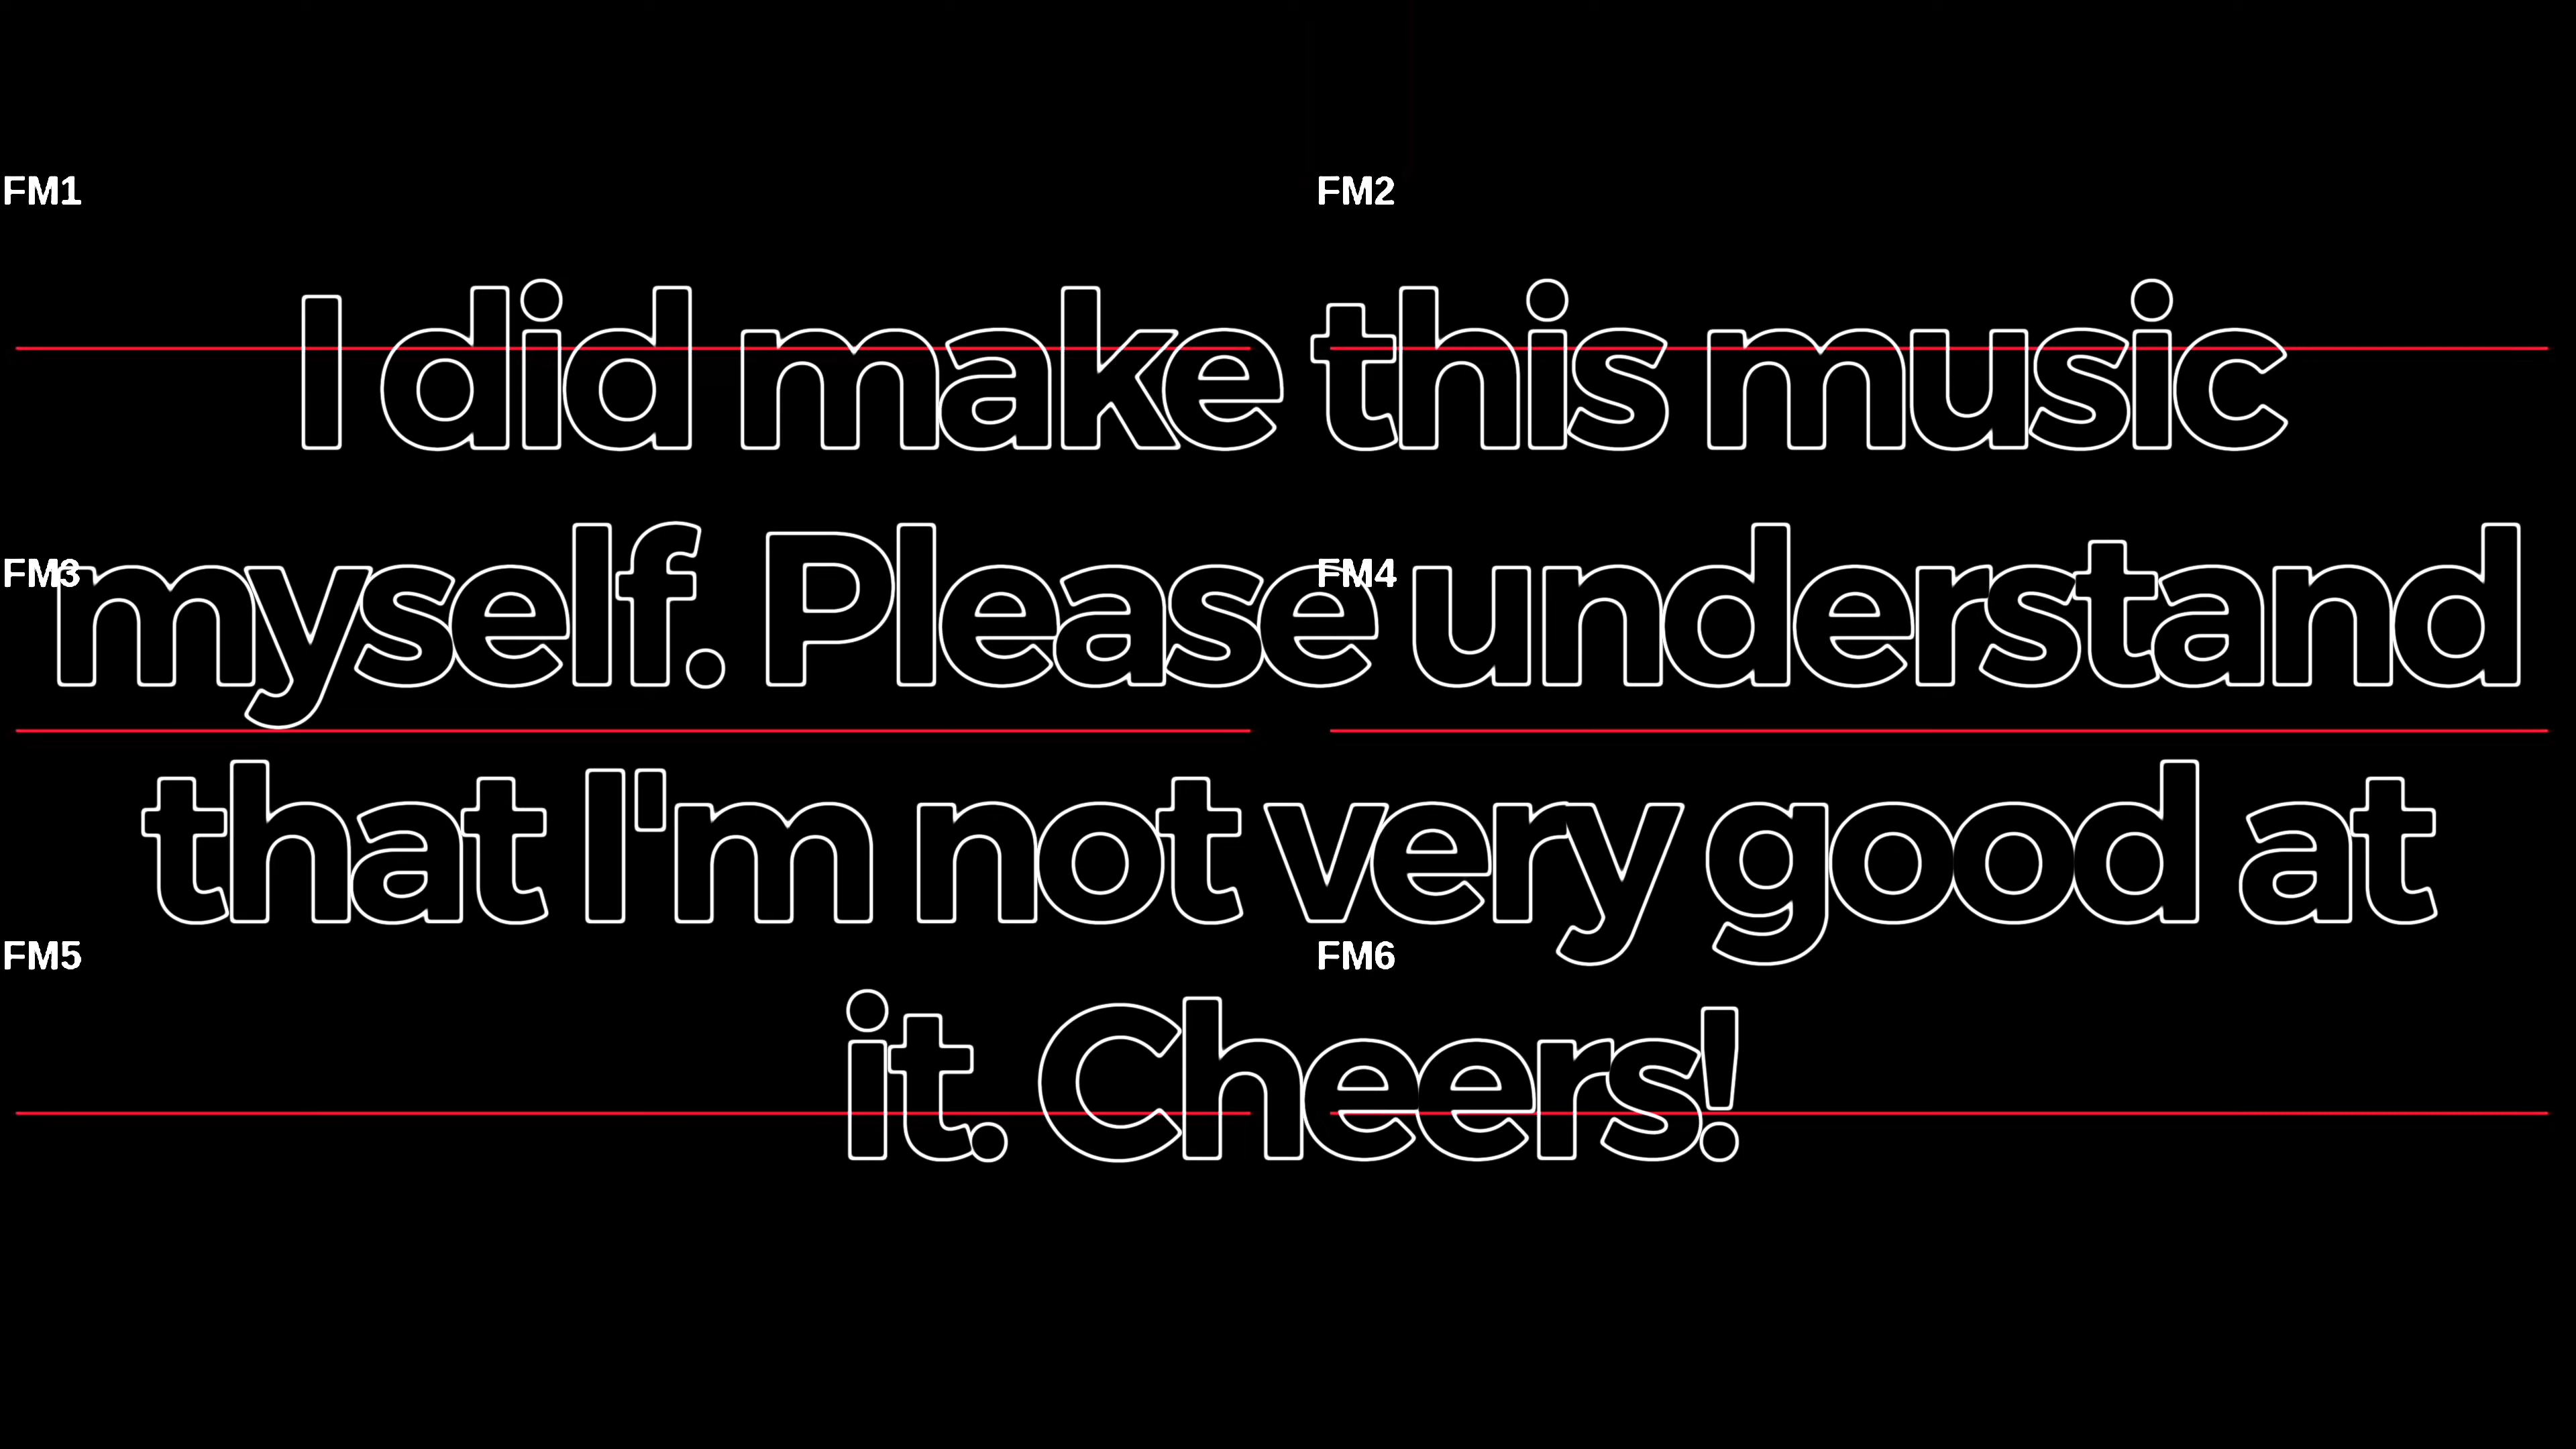 FM1 FM2
I did make this music
myself. Please understand
FM3 FM4
that I'm not very good at
FM5 FM6
it. Cheers!